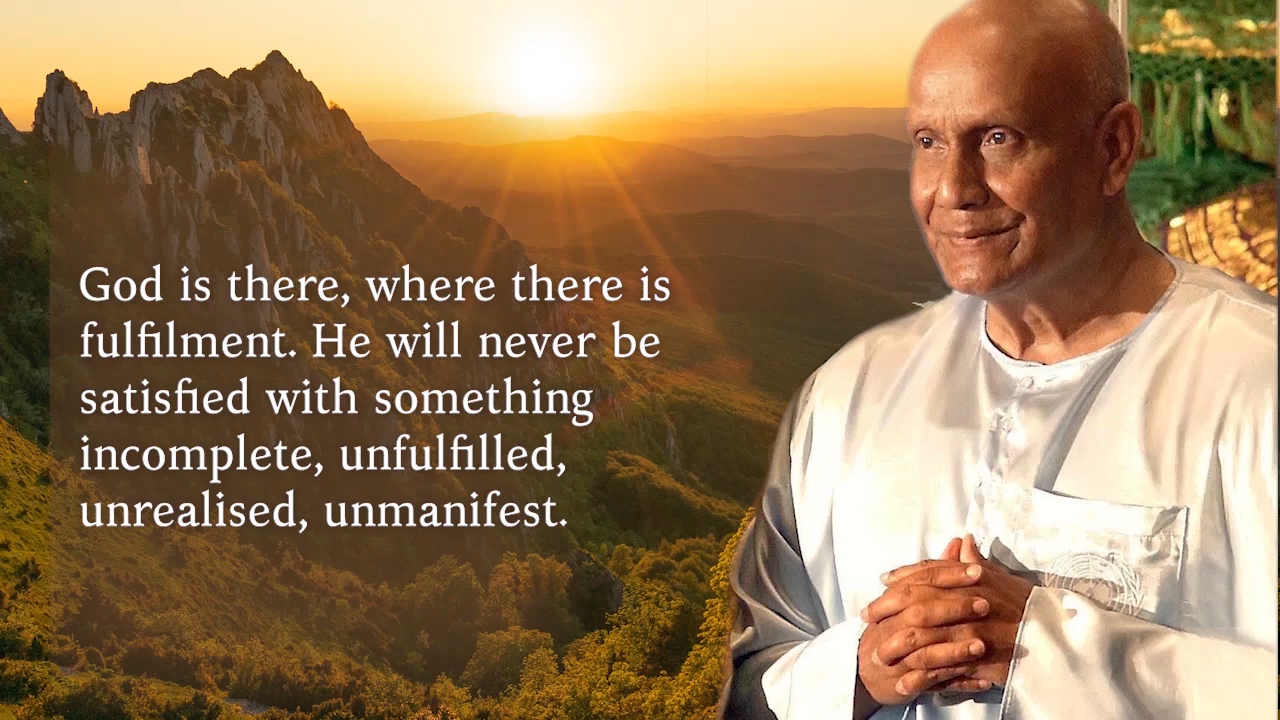 God is there, where there is
fulfilment. He will never be
satisfied with something
incomplete, unfulfilled,
unrealised, unmanifest.